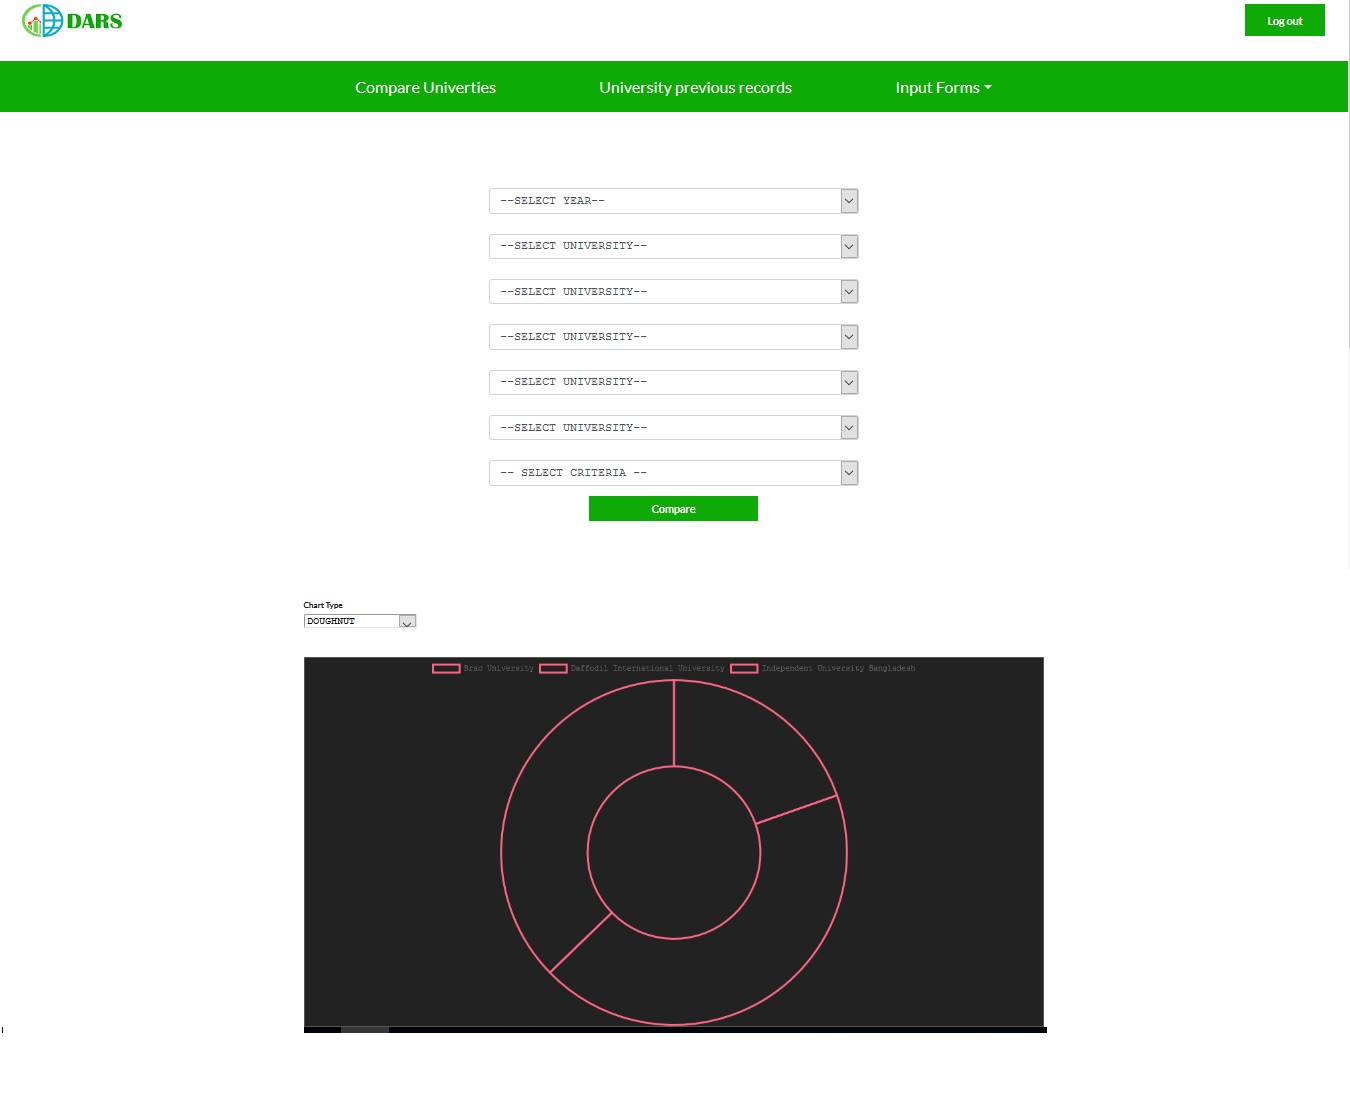 DARS
Log out
Compare Univerties University previous records Input Forms
--SELECT YEAR--
--SELECT UNIVERSITY--
--SELECT UNIVERSITY--
--SELECT UNIVERSITY--
--SELECT UNIVERSITY--
--SELECT UNIVERSITY--
-- SELECT CRITERIA --
Compare
Chart Type
DOUGHNUT
Brac University Daffodil International University Independent University Bangladesh